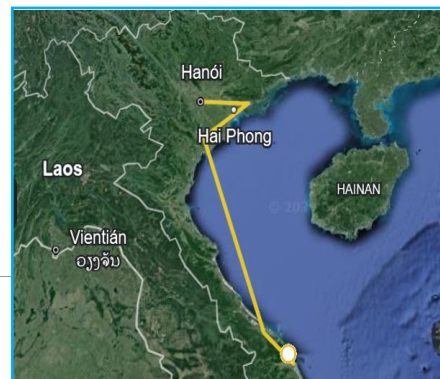 Hanói
Hai Phong
Laos
HAINAN
Vientián
ວຽງຈັນ